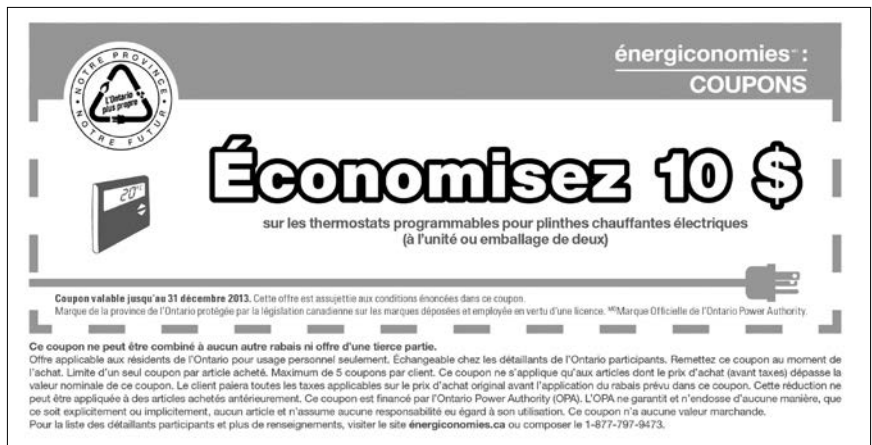 NOTRE PROVINCE
L'Ontario
plus propre
NOTRE FUTUR
énergiconomies MC :
COUPONS
Économisez 10 $
20°C
sur les thermostats programmables pour plinthes chauffantes électriques
(à l'unité ou emballage de deux)
Coupon valable jusqu'au 31 décembre 2013. Cette offre est assujettie aux conditions énoncées dans ce coupon.
Marque de la province de l'Ontario protégée par la législation canadienne sur les marques déposées et employée en vertu d'une licence. MOMarque Officielle de l'Ontario Power Authority.
Ce coupon ne peut être combiné à aucun autre rabais ni offre d'une tierce partie.
Offre applicable aux résidents de l'Ontario pour usage personnel seulement. Échangeable chez les détaillants de l'Ontario participants. Remettez ce coupon au moment de
l'achat. Limite d'un seul coupon par article acheté. Maximum de 5 coupons par client. Ce coupon ne s'applique qu'aux articles dont le prix d'achat (avant taxes) dépasse la
valeur nominale de ce coupon. Le client paiera toutes les taxes applicables sur le prix d'achat original avant l'application du rabais prévu dans ce coupon. Cette réduction ne
peut être appliquée à des articles achetés antérieurement. Ce coupon est financé par l'Ontario Power Authority (OPA). L'OPA ne garantit et n'endosse d'aucune manière, que
ce soit explicitement ou implicitement, aucun article et n'assume aucune responsabilité eu égard à son utilisation. Ce coupon n'a aucune valeur marchande.
Pour la liste des détaillants participants et plus de renseignements, visiter le site énergiconomies.ca ou composer le 1-877-797-9473.